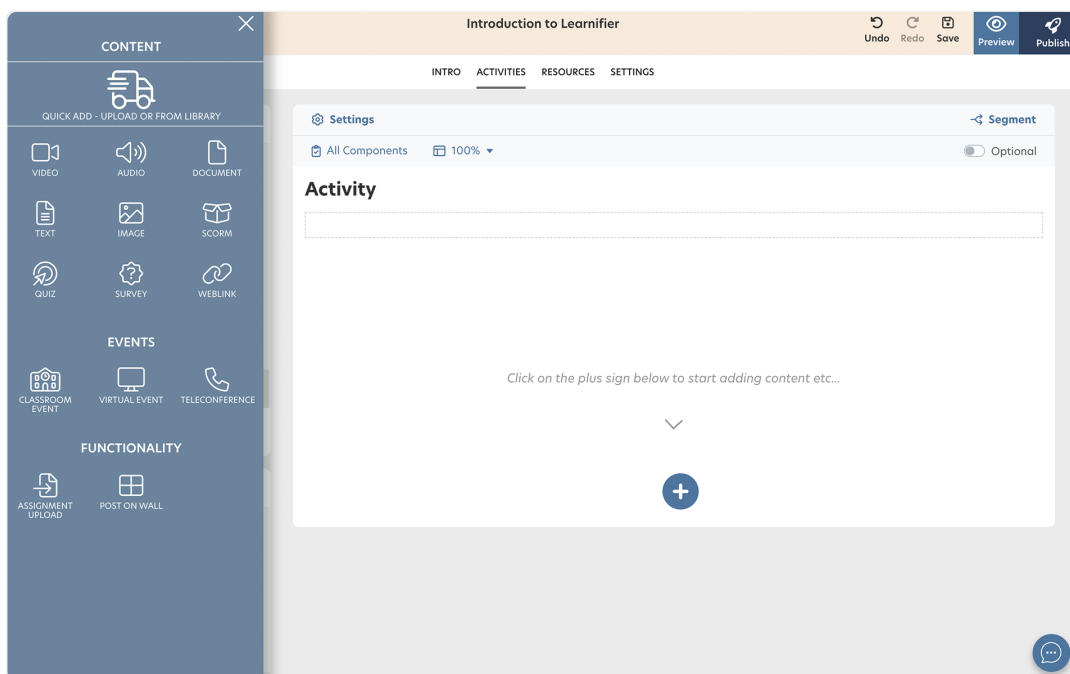 CONTENT
QUICK ADD - UPLOAD OR FROM LIBRARY
VIDEO
AUDIO
DOCUMENT
TEXT
IMAGE
SCORM
QUIZ
SURVEY
WEBLINK
EVENTS
CLASSROOM
EVENT
VIRTUAL EVENT
TELECONFERENCE
FUNCTIONALITY
ASSIGNMENT
UPLOAD
POST ON WALL
Introduction to Learnifier
Undo
Redo
Save
Preview
Publish
INTRO
ACTIVITIES
RESOURCES
SETTINGS
Settings
Segment
All Components
100%
Optional
Activity
Click on the plus sign below to start adding content etc...